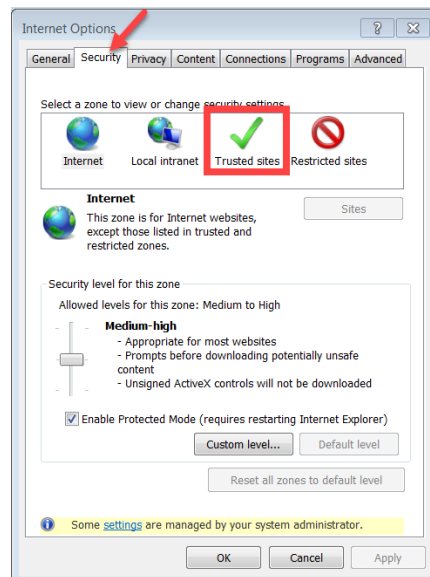 Internet Options
General Security Privacy Content Connections Programs Advanced
Select a zone to view or change security settings.
Internet Local intranet Trusted sites Restricted sites
Internet
Sites
This zone is for Internet websites,
except those listed in trusted and
restricted zones.
Security level for this zone
Allowed levels for this zone: Medium to High
Medium-high
- Appropriate for most websites
- Prompts before downloading potentially unsafe
content
- Unsigned ActiveX controls will not be downloaded
Enable Protected Mode (requires restarting Internet Explorer)
Custom level... Default level
Reset all zones to default level
Some settings are managed by your system administrator.
OK Cancel Apply